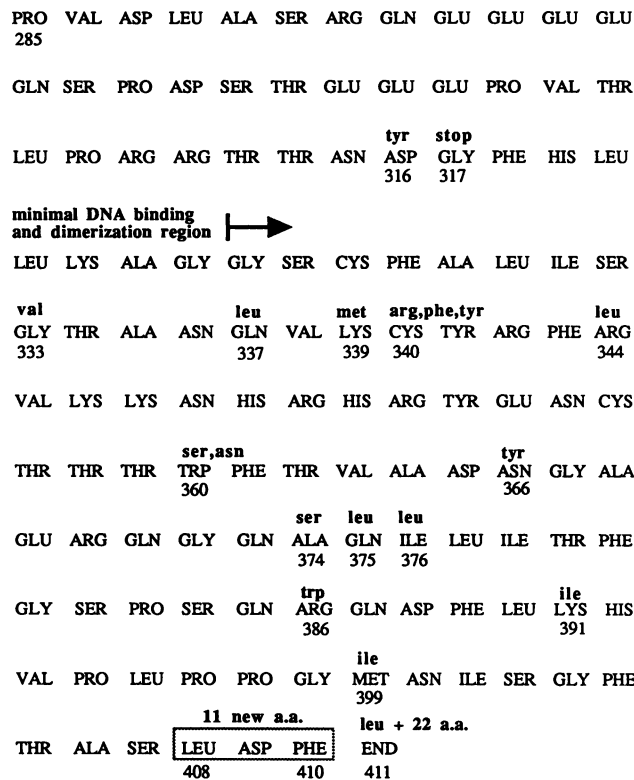 PRO VAL ASP LEU ALA SER ARG GLN GLU GLU GLU GLU
285
GLN SER PRO ASP SER THR GLU GLU GLU PRO VAL THR
tyr stop
LEU PRO ARG ARG THR THR ASN ASP GLY PHE HIS LEU
316 317
minimal DNA binding
and dimerization region
LEU LYS ALA GLY GLY SER CYS PHE ALA LEU ILE SER
val leu met arg,phe,tyr leu
GLY THR ALA ASN GLN VAL LYS CYS TYR ARG PHE ARG
333 337 339 340 344
VAL LYS LYS ASN HIS ARG HIS ARG TYR GLU ASN CYS
ser,asn tyr
THR THR THR TRP PHE THR VAL ALA ASP ASN GLY ALA
360 366
ser leu leu
GLU ARG GLN GLY GLN ALA GLN ILE LEU ILE THR PHE
374 375 376
trp ile
GLY SER PRO SER GLN ARG GLN ASP PHE LEU LYS HIS
386 391
ile
VAL PRO LEU PRO PRO GLY MET ASN ILE SER GLY PHE
399
11 new a.a. leu + 22 a.a.
THR ALA SER LEU ASP PHE END
408 410 411